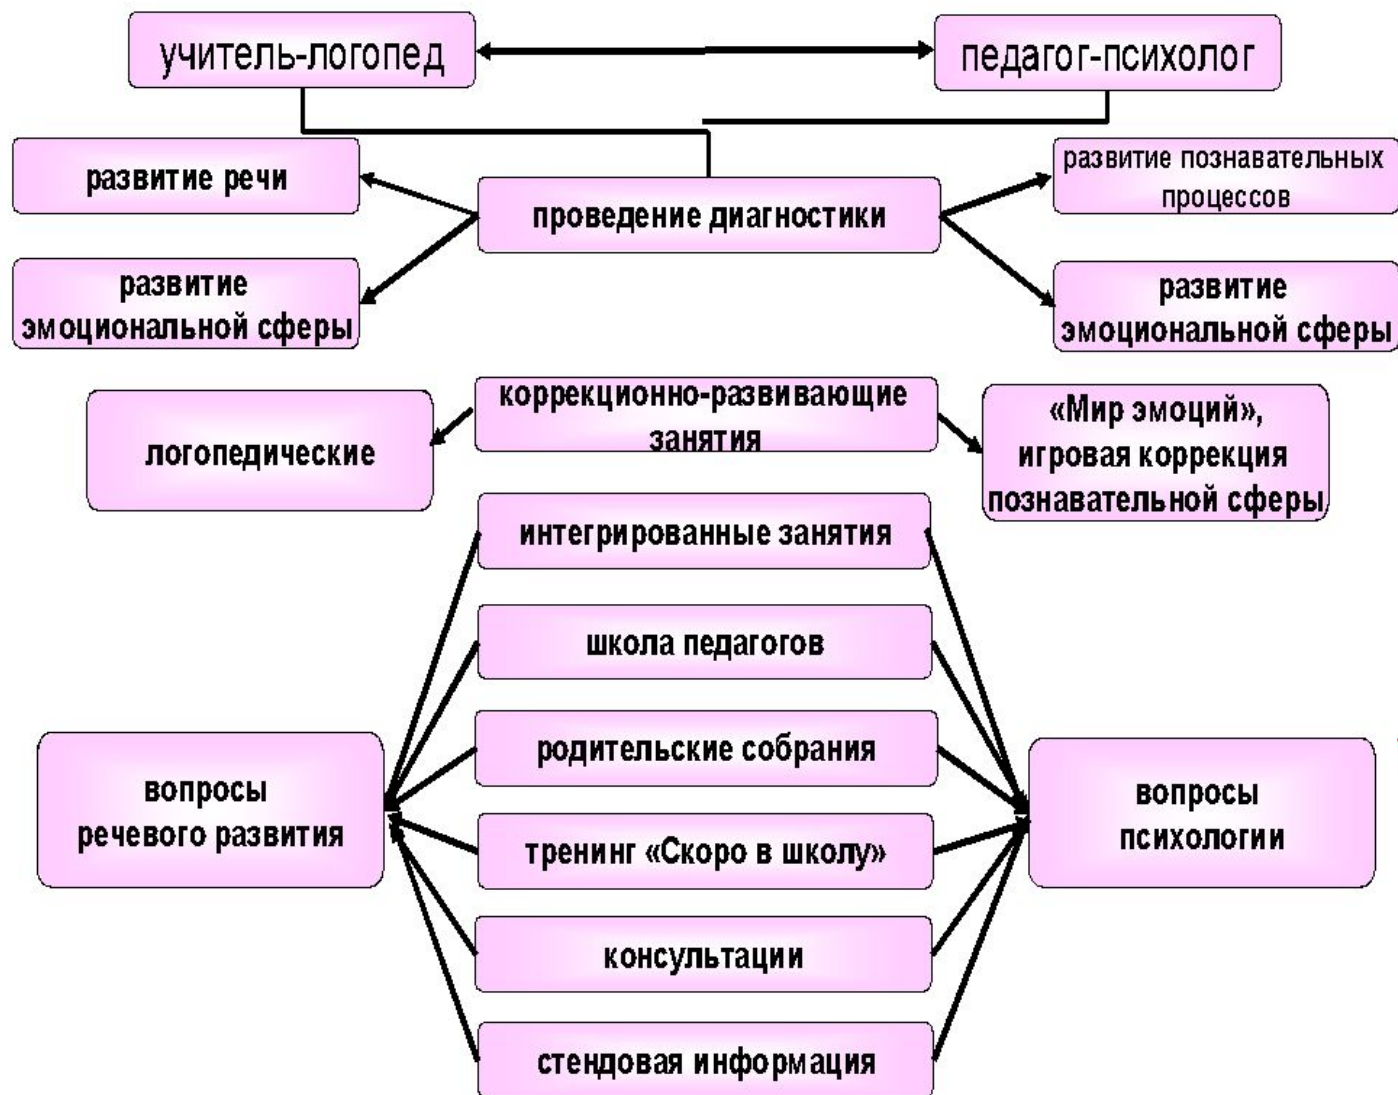 учитель-логопед
педагог-психолог
развитие речи
проведение диагностики
развитие познавательных
процессов
развитие
эмоциональной сферы
развитие
эмоциональной сферы
логопедические
коррекционно-развивающие
занятия
«Мир эмоций»,
игровая коррекция
познавательной сферы
интегрированные занятия
школа педагогов
родительские собрания
вопросы
речевого развития
вопросы
психологии
тренинг «Скоро в школу»
консультации
стендовая информация